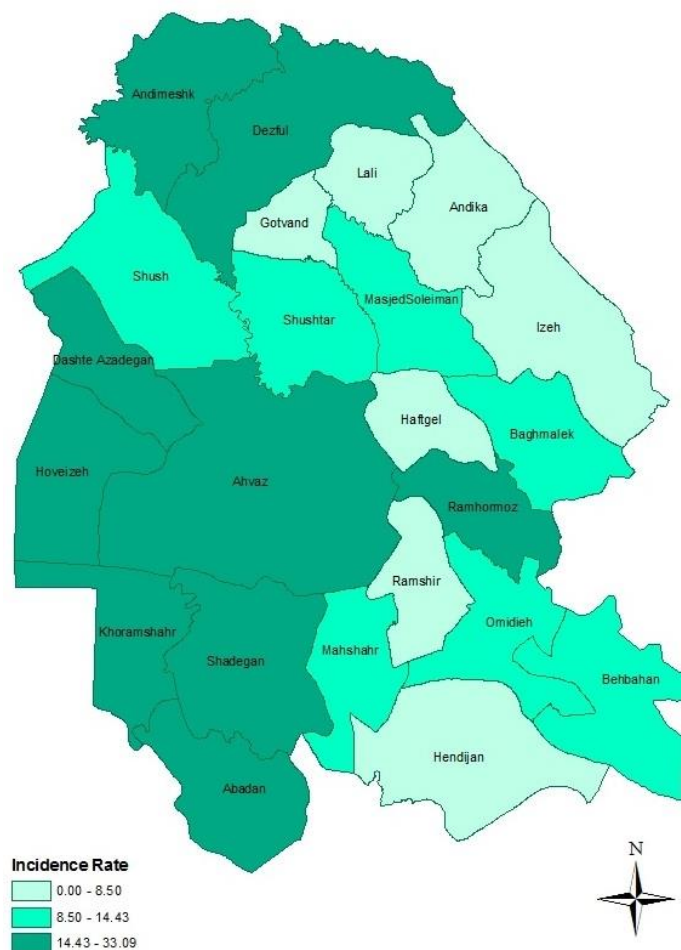 Andimeshk
Dezful
Lali
Andika
Gotvand
Shush
MasjedSoleiman
Shushtar
Izeh
Dashte Azadegan
Haftgel
Baghmalek
Hoveizeh
Ahvaz
Ramhormoz
Ramshir
Omidieh
Khoramshahr
Shadegan
Mahshahr
Behbahan
Hendijan
Abadan
Incidence Rate
0.00 - 8.50
8.50 - 14.43
14.43 - 33.09
N